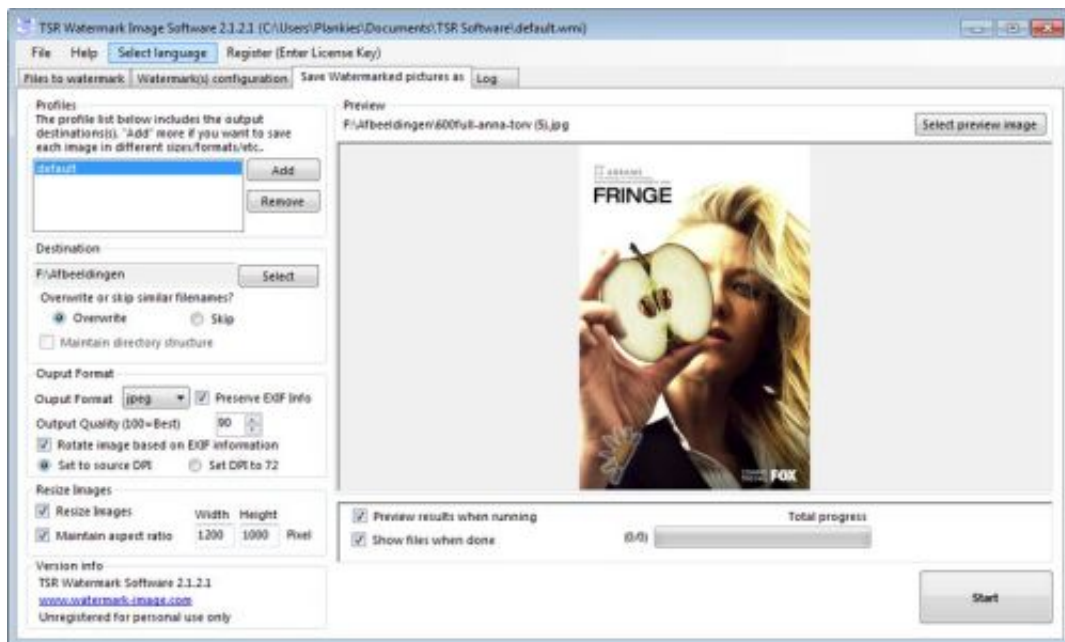 TSR Watermark Image Software 2.1.2.1 (C:\Users\Plankies\Documents\TSR Software\default.wmi)
File Help Select language Register (Enter License Key)
Files to watermark Watermark(s) configuration Save Watermarked pictures as Log
Profiles
The profile list below includes the output
destinations(s). "Add" more if you want to save
each image in different sizes/formats/etc..
default
Add
Remove
Destination
F:\Afbeeldingen
Select
Overwrite or skip similar filenames?
Overwrite Skip
Maintain directory structure
Ouput Format
Ouput Format jpeg Preserve EXIF Info
Output Quality (100=Best) 90
Rotate image based on EXIF information
Set to source DPI Set DPI to 72
Resize Images
Resize Images Width Height
Maintain aspect ratio 1200 1000 Pixel
Version info
TSR Watermark Software 2.1.2.1
www.watermark-image.com
Unregistered for personal use only
Preview
F:\Afbeeldingen\600full-anna-torv (5).jpg
Select preview image
ABRAMS
FRINGE
FOX
Preview results when running
Show files when done
Total progress
(0/0)
Start